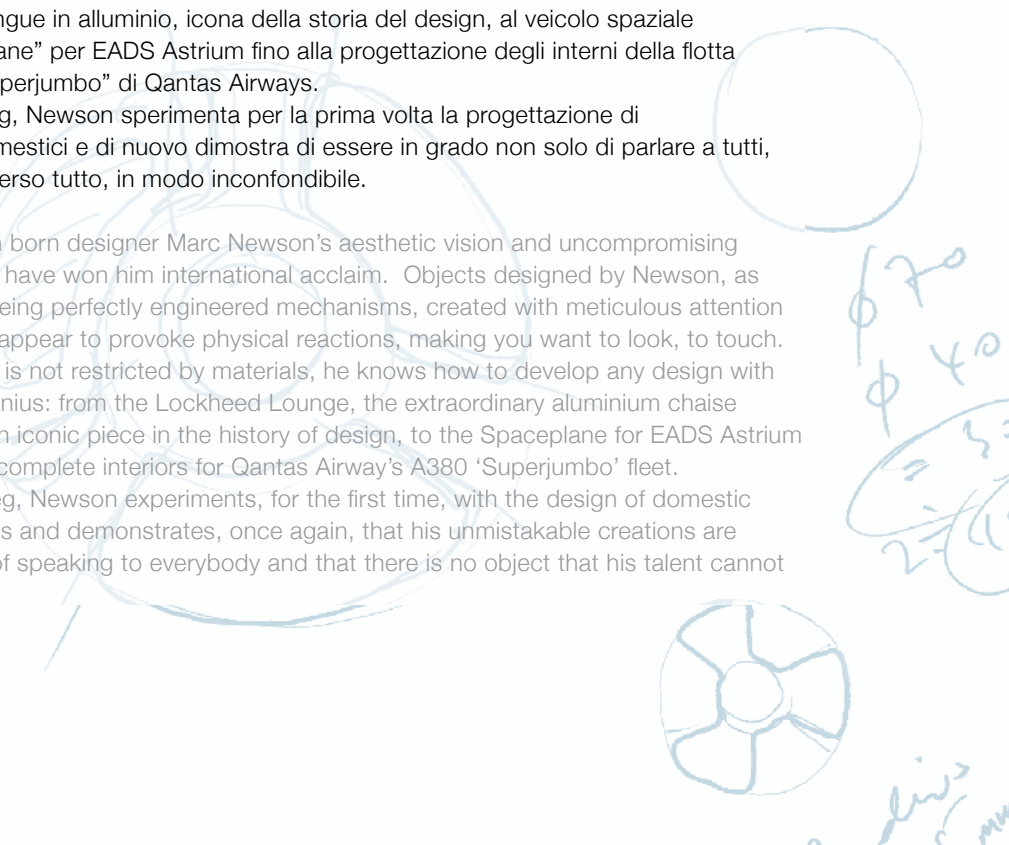 ngue in alluminio, icona della storia del design, al veicolo spaziale
ane” per EADS Astrium fino alla progettazione degli interni della flotta
perjumbo” di Qantas Airways.
g, Newson sperimenta per la prima volta la progettazione di
mestici e di nuovo dimostra di essere in grado non solo di parlare a tutti,
erso tutto, in modo inconfondibile.
n born designer Marc Newson’s aesthetic vision and uncompromising
have won him international acclaim.  Objects designed by Newson, as
eing perfectly engineered mechanisms, created with meticulous attention
appear to provoke physical reactions, making you want to look, to touch.
is not restricted by materials, he knows how to develop any design with
nius: from the Lockheed Lounge, the extraordinary aluminium chaise
n iconic piece in the history of design, to the Spaceplane for EADS Astrium
complete interiors for Qantas Airway’s A380 ‘Superjumbo’ fleet.
eg, Newson experiments, for the first time, with the design of domestic
s and demonstrates, once again, that his unmistakable creations are
of speaking to everybody and that there is no object that his talent cannot
ϕ 70
ϕ 40